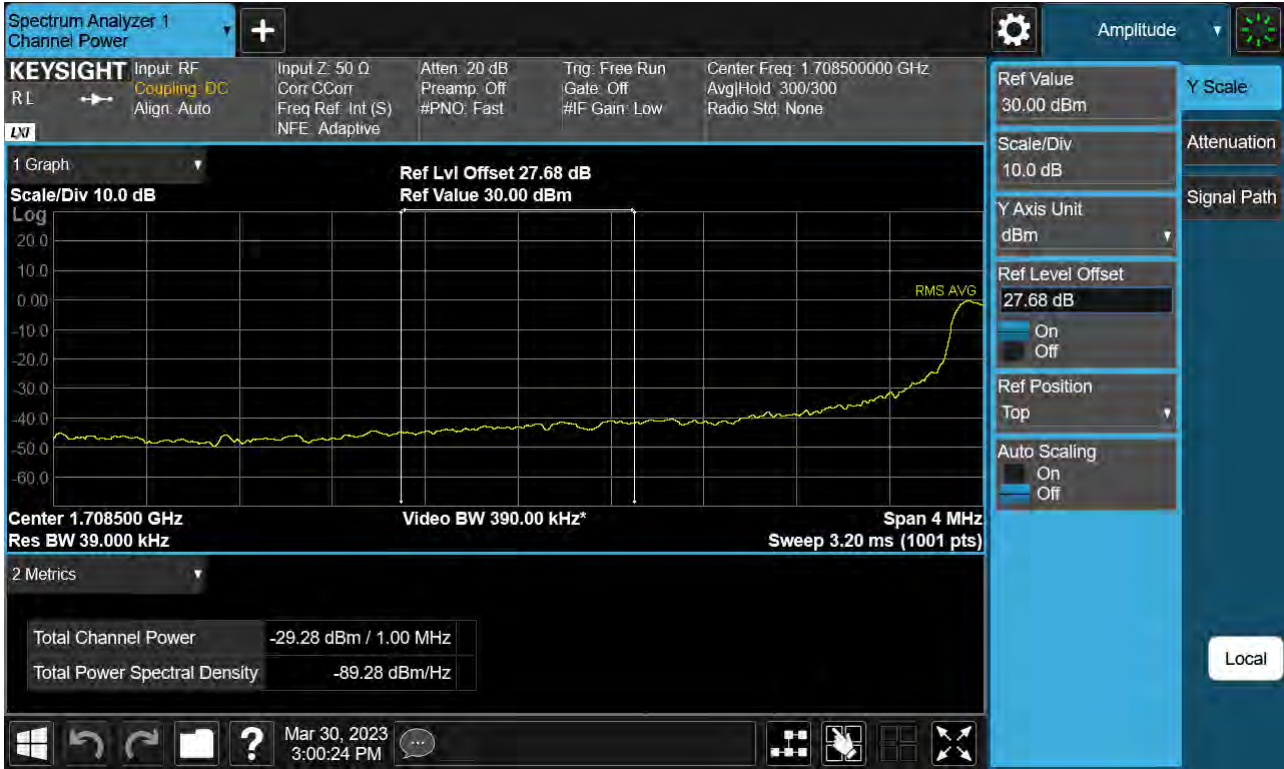 Spectrum Analyzer 1
Channel Power
+
Amplitude
KEYSIGHT
RL
LXI
Input: RF
Coupling: DC
Align: Auto
Input Z: 50 Ω
Corr CCorr
Freq Ref: Int (S)
NFE: Adaptive
Atten: 20 dB
Preamp: Off
#PNO: Fast
Trig: Free Run
Gate: Off
#IF Gain: Low
Center Freq: 1.708500000 GHz
Avg|Hold: 300/300
Radio Std: None
1 Graph
Scale/Div 10.0 dB
Ref Lvl Offset 27.68 dB
Ref Value 30.00 dBm
Log
20.0
10.0
0.00
-10.0
-20.0
-30.0
-40.0
-50.0
-60.0
RMS AVG
Center 1.708500 GHz
Video BW 390.00 kHz*
Span 4 MHz
Res BW 39.000 kHz
Sweep 3.20 ms (1001 pts)
2 Metrics
Total Channel Power -29.28 dBm / 1.00 MHz
Total Power Spectral Density -89.28 dBm/Hz
Ref Value
30.00 dBm
Scale/Div
10.0 dB
Y Axis Unit
dBm
Ref Level Offset
27.68 dB
On
Off
Ref Position
Top
Auto Scaling
On
Off
Y Scale
Attenuation
Signal Path
Local
?
Mar 30, 2023
3:00:24 PM